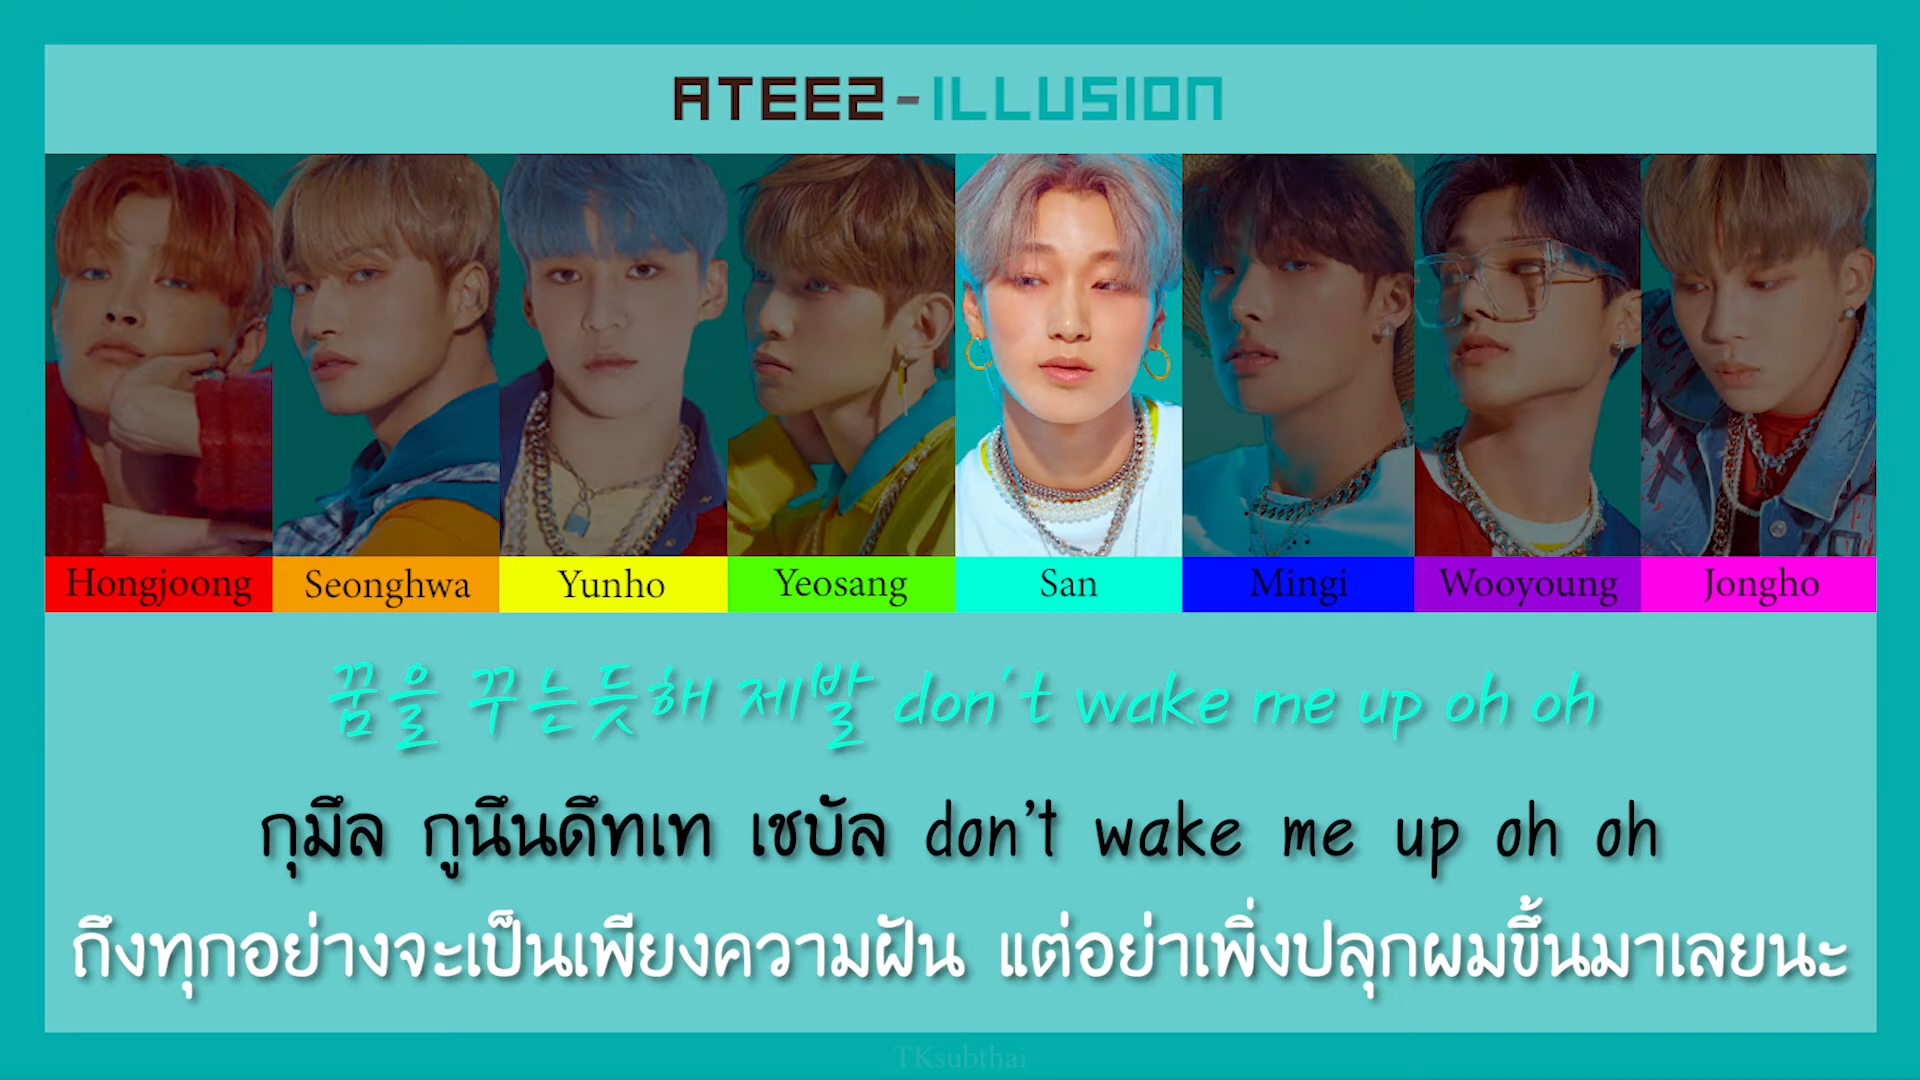 ATEEZ - ILLUSION
Hongjoong Seonghwa Yunho Yeosang San Mingi Wooyoung Jongho
꿈을 꾸는듯해 제발 don't wake me up oh oh
กุมึล กูนึนดึทเท เชบัล don't wake me up oh oh
ถึงทุกอย่างจะเป็นเพียงความฝัน แต่อย่าเพิ่งปลุกผมขึ้นมาเลยนะ
TKsubthai